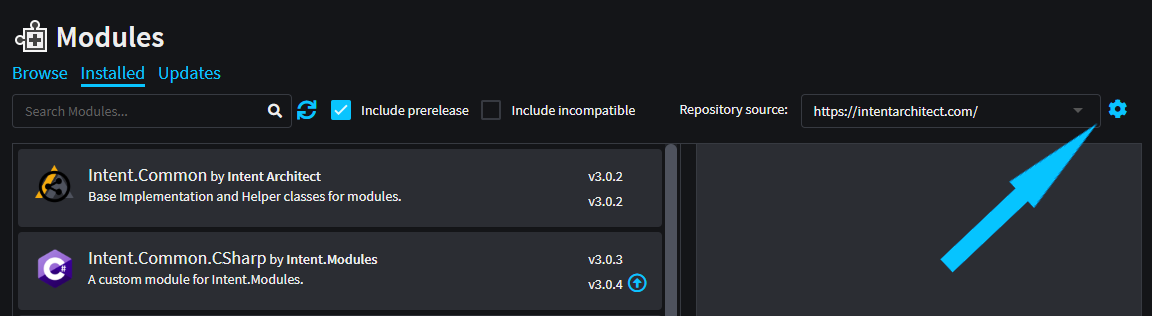 Modules
Browse Installed Updates
Search Modules... Include prerelease Include incompatible Repository source: https://intentarchitect.com/
Intent.Common by Intent Architect v3.0.2
Base Implementation and Helper classes for modules. v3.0.2
C#
Intent.Common.CSharp by Intent.Modules v3.0.3
A custom module for Intent.Modules. v3.0.4